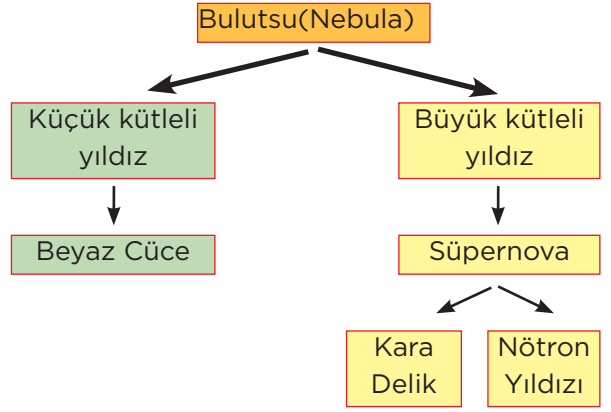 Bulutsu(Nebula)
Küçük kütleli
yıldız
Büyük kütleli
yıldız
Beyaz Cüce
Süpernova
Kara
Delik
Nötron
Yıldızı